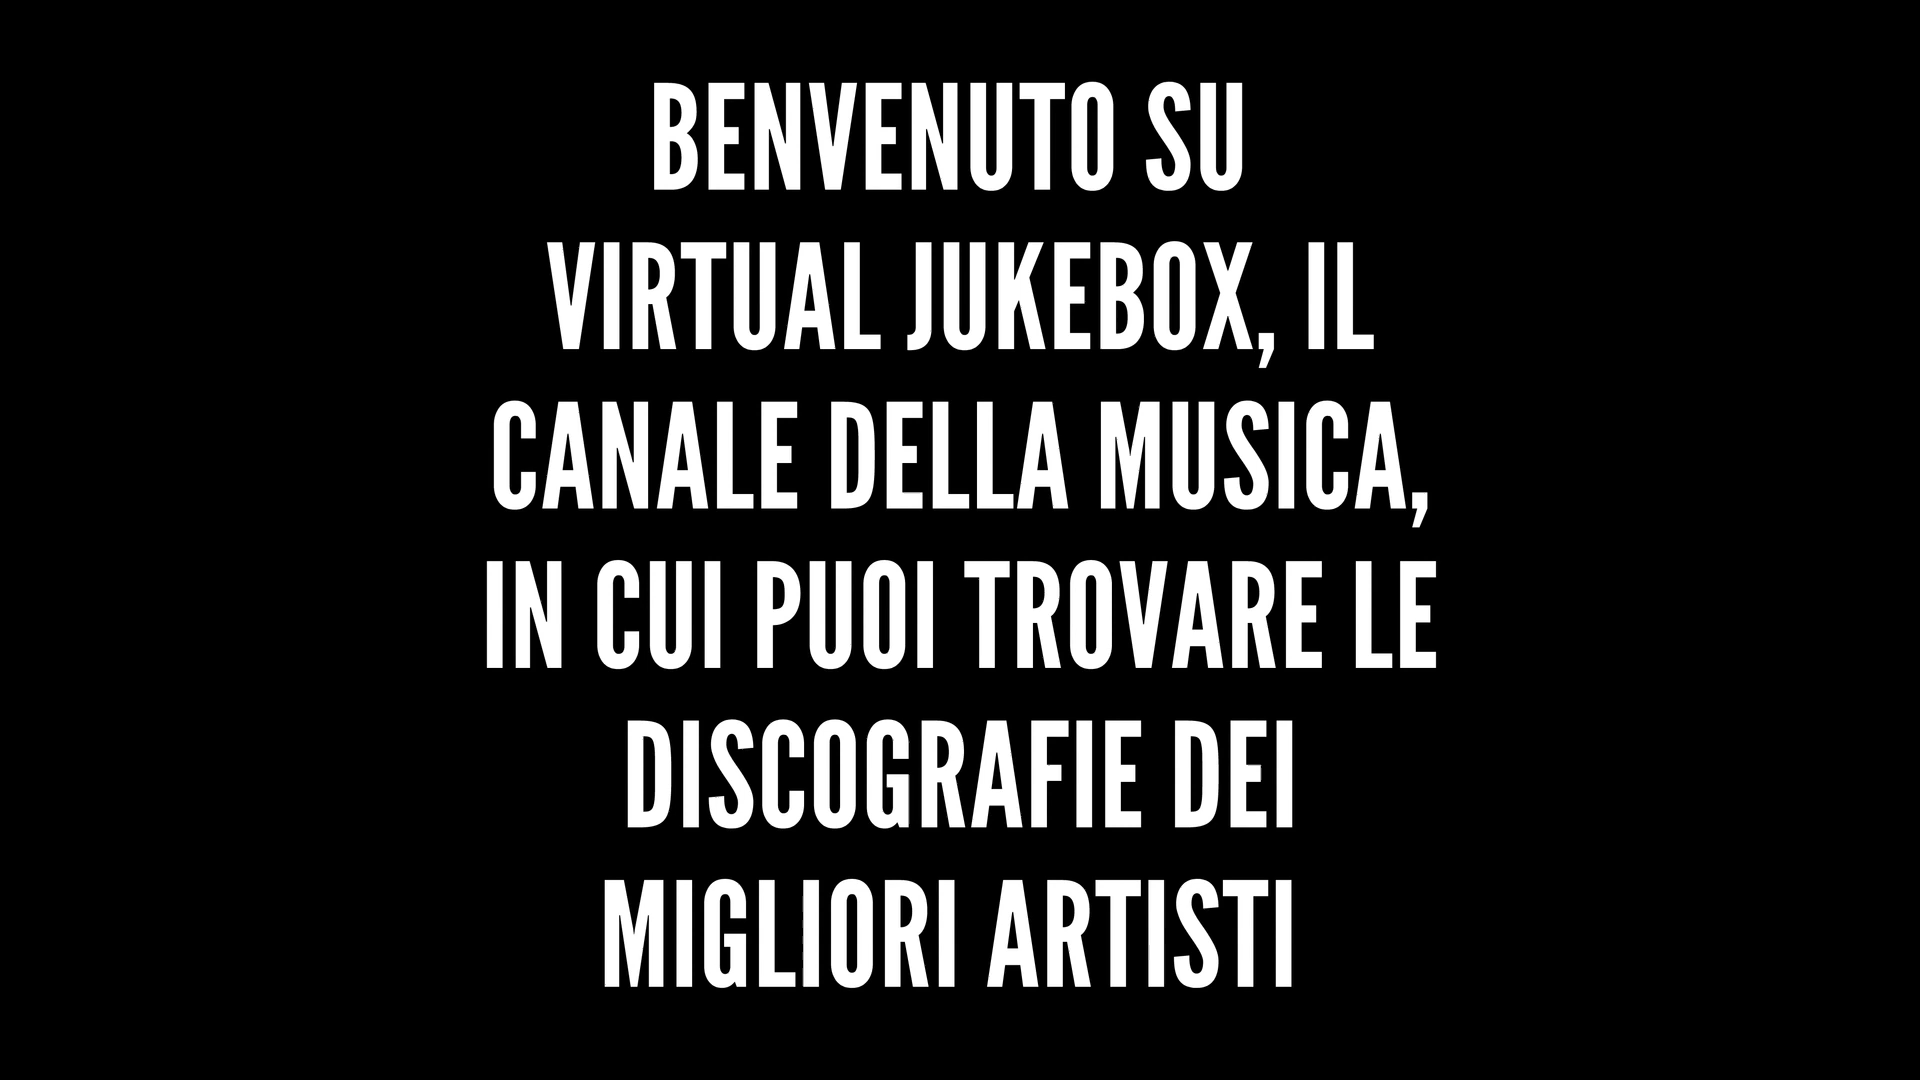 BENVENUTO SU
VIRTUAL JUKEBOX, IL
CANALE DELLA MUSICA,
IN CUI PUOI TROVARE LE
DISCOGRAFIE DEI
MIGLIORI ARTISTI